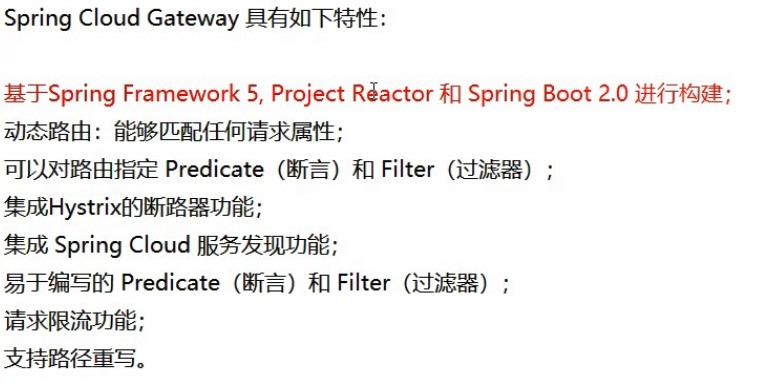 Spring Cloud Gateway 具有如下特性：
基于Spring Framework 5, Project Reactor 和 Spring Boot 2.0 进行构建；
动态路由：能够匹配任何请求属性；
可以对路由指定 Predicate（断言）和 Filter（过滤器）；
集成Hystrix的断路器功能；
集成 Spring Cloud 服务发现功能；
易于编写的 Predicate（断言）和 Filter（过滤器）；
请求限流功能；
支持路径重写。